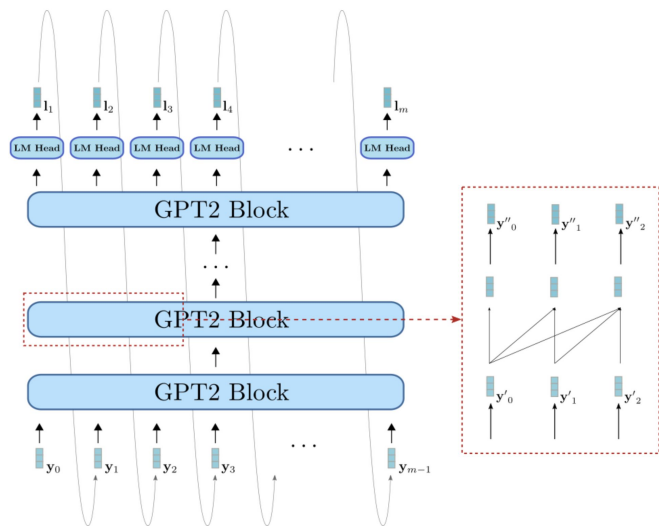 l₁ l₂ l₃ l₄ lₘ
LM Head LM Head LM Head LM Head ... LM Head
GPT2 Block
...
GPT2 Block
GPT2 Block
y₀ y₁ y₂ y₃ ... yₘ₋₁
y''₀ y''₁ y''₂
y'₀ y'₁ y'₂